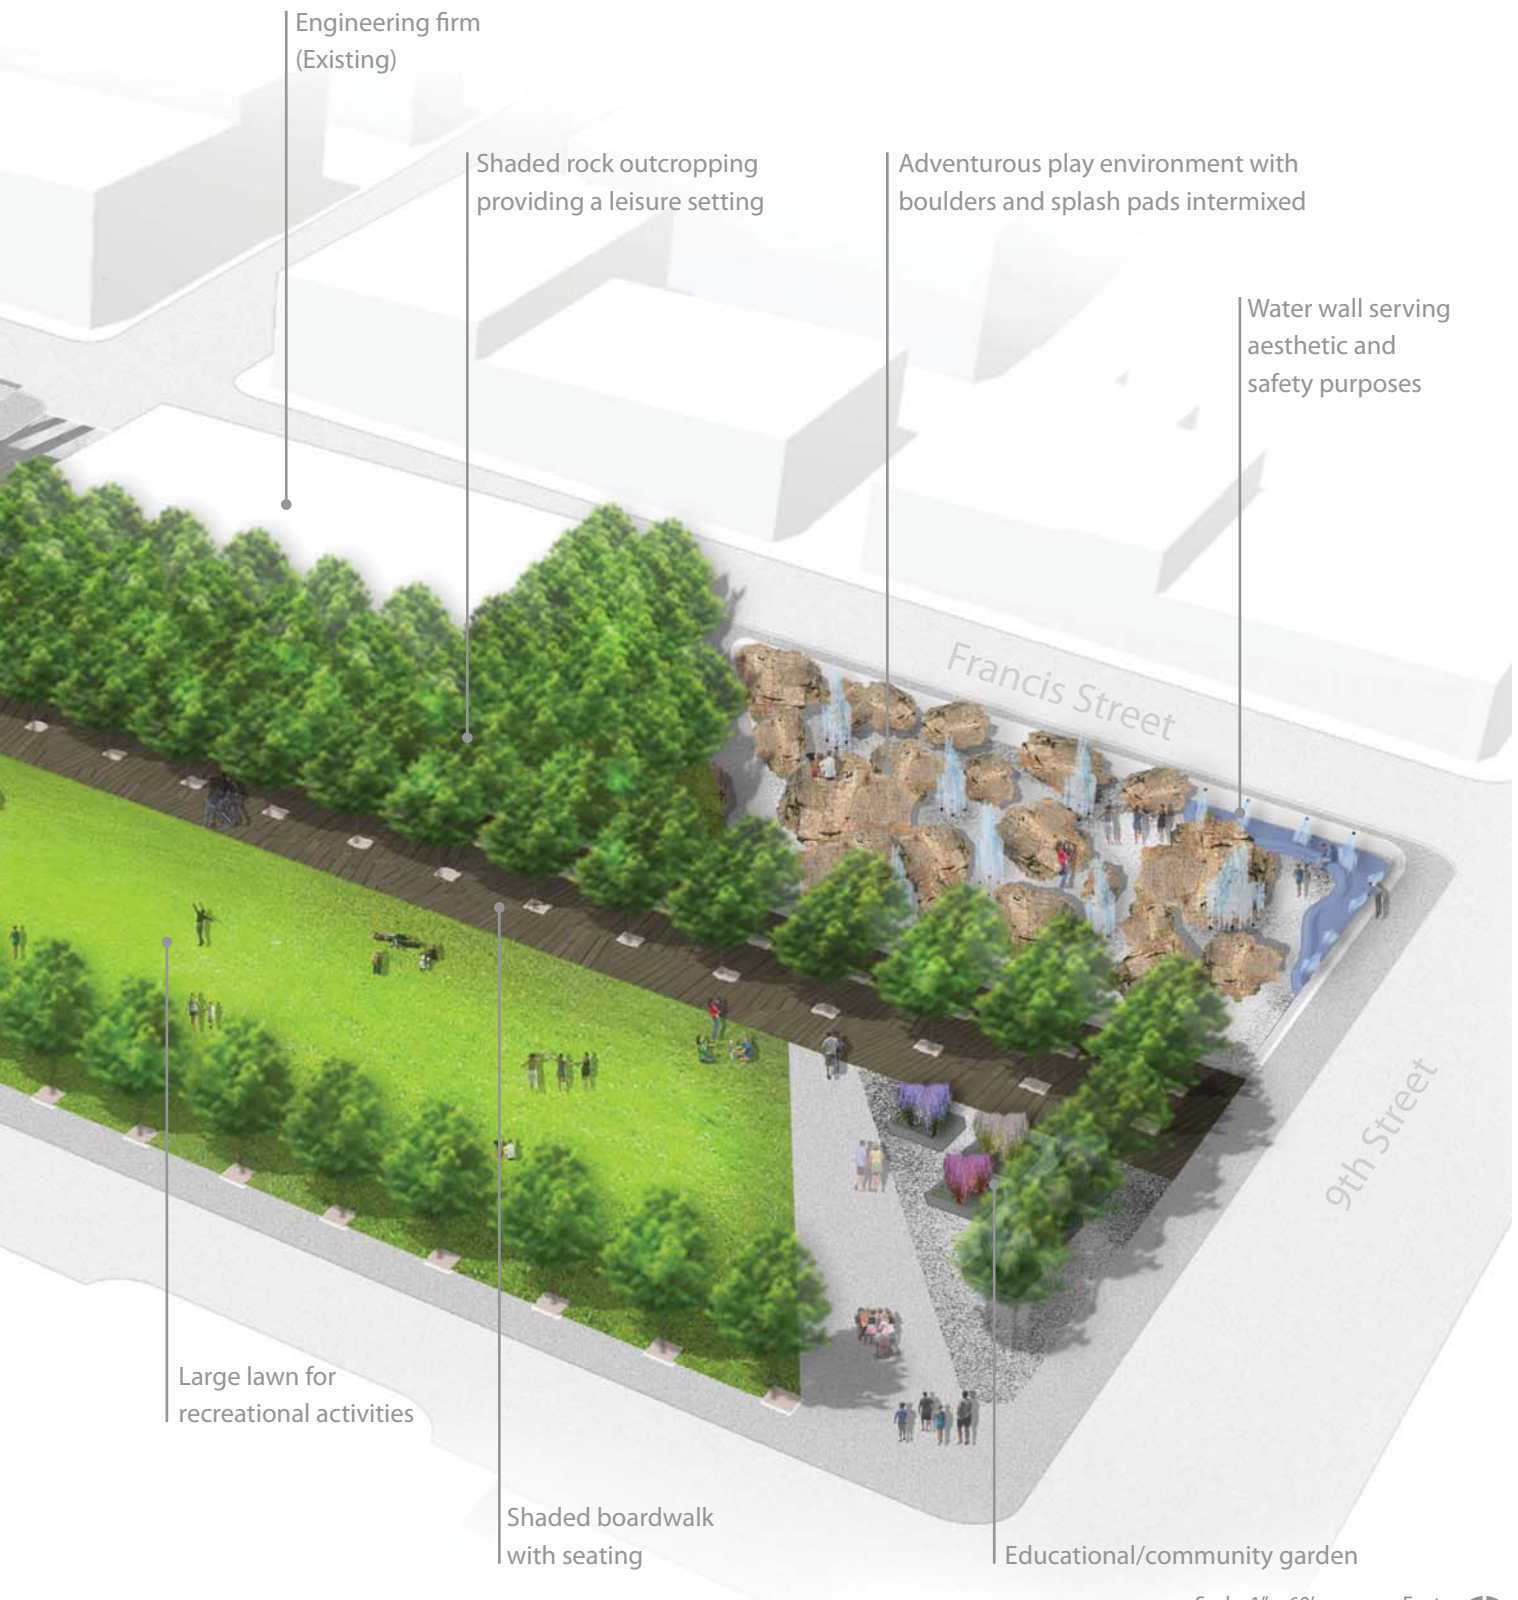 Engineering firm
(Existing)
Shaded rock outcropping
providing a leisure setting
Adventurous play environment with
boulders and splash pads intermixed
Water wall serving
aesthetic and
safety purposes
Francis Street
9th Street
Large lawn for
recreational activities
Shaded boardwalk
with seating
Educational/community garden